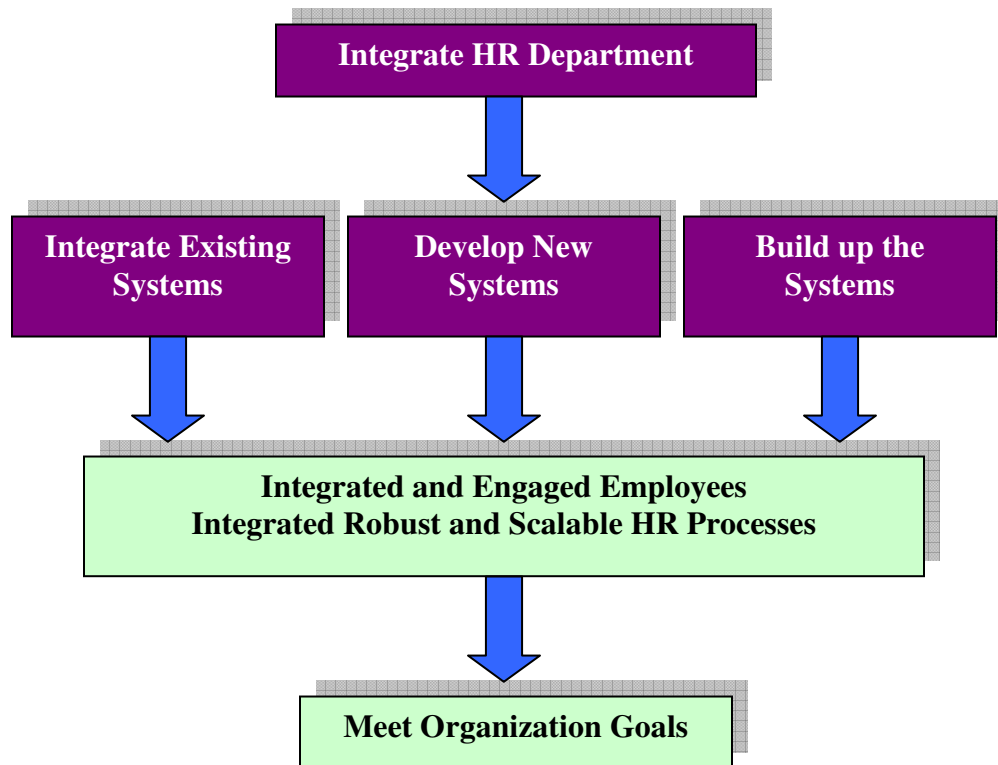 Integrate HR Department
Integrate Existing
Systems
Develop New
Systems
Build up the
Systems
Integrated and Engaged Employees
Integrated Robust and Scalable HR Processes
Meet Organization Goals